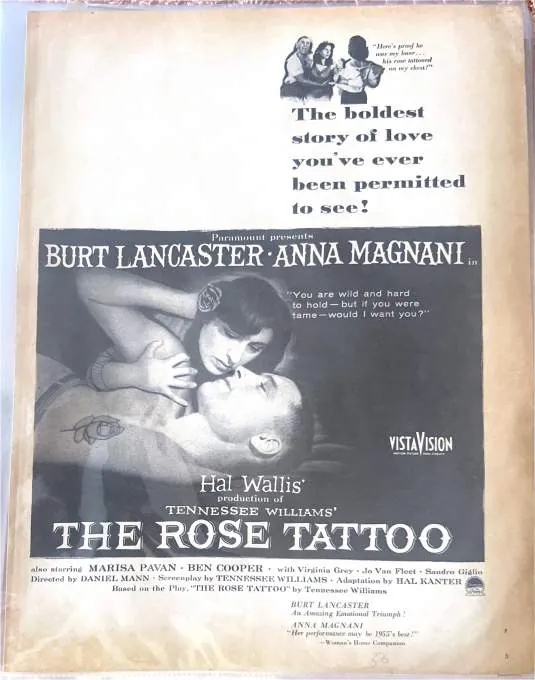 "Here's proof he
was my lover...
his rose tattooed
on my chest!"
The boldest
story of love
you've ever
been permitted
to see!
Paramount presents
BURT LANCASTER · ANNA MAGNANI in
"You are wild and hard
to hold—but if you were
tame—would I want you?"
VISTAVISION
MOTION PICTURE HIGH-FIDELITY
Hal Wallis'
production of
TENNESSEE WILLIAMS'
THE ROSE TATTOO
also starring MARISA PAVAN · BEN COOPER · with Virginia Grey · Jo Van Fleet · Sandro Giglio
Directed by DANIEL MANN · Screenplay by TENNESSEE WILLIAMS · Adaptation by HAL KANTER
Based on the Play, "THE ROSE TATTOO" by Tennessee Williams
BURT LANCASTER
An Amazing Emotional Triumph!
ANNA MAGNANI
"Her performance may be 1955's best!"
—Woman's Home Companion